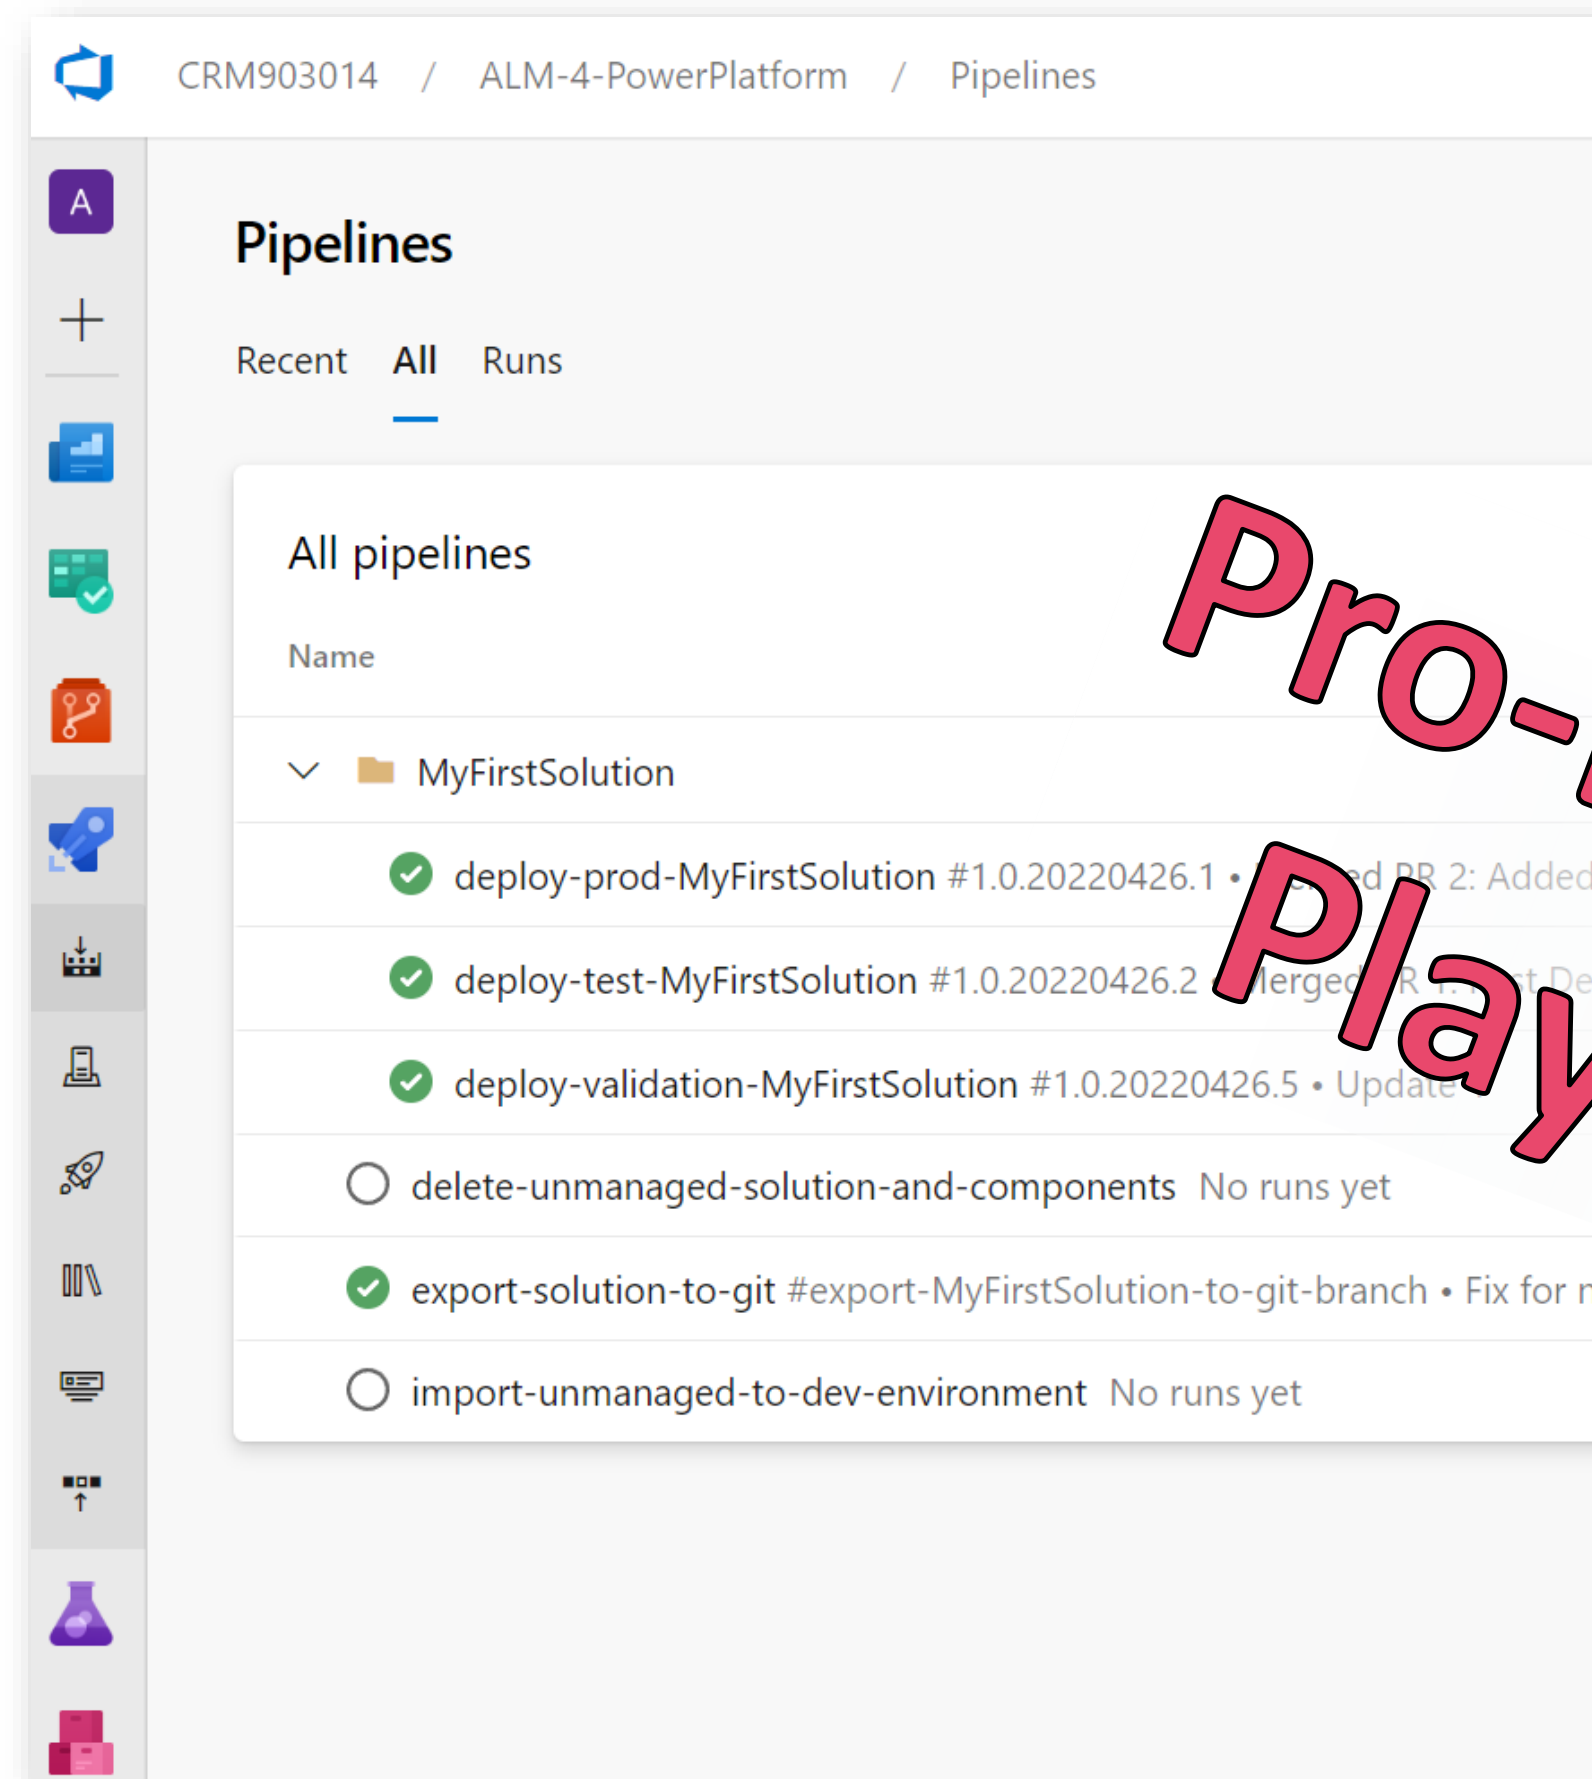 CRM903014 / ALM-4-PowerPlatform / Pipelines
A
Pipelines
Recent All Runs
All pipelines
Name
MyFirstSolution
deploy-prod-MyFirstSolution #1.0.20220426.1 • PR 2: Added
deploy-test-MyFirstSolution #1.0.20220426.2 • Merged
deploy-validation-MyFirstSolution #1.0.20220426.5 • Update
delete-unmanaged-solution-and-components No runs yet
export-solution-to-git #export-MyFirstSolution-to-git-branch • Fix for
import-unmanaged-to-dev-environment No runs yet
Pro-
Play